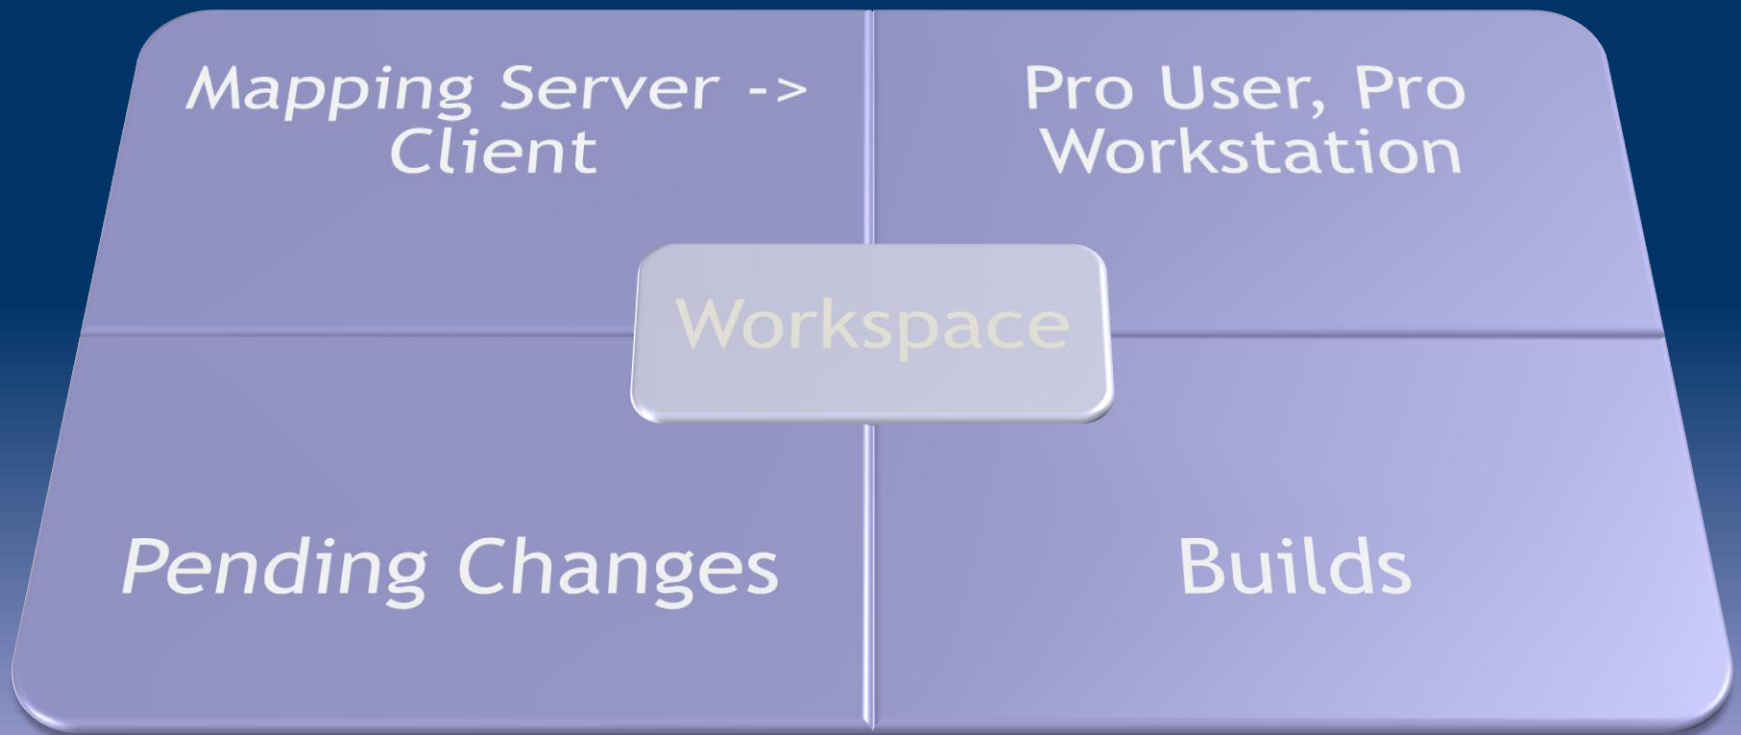 Mapping Server ->
Client
Pro User, Pro
Workstation
Workspace
Pending Changes
Builds